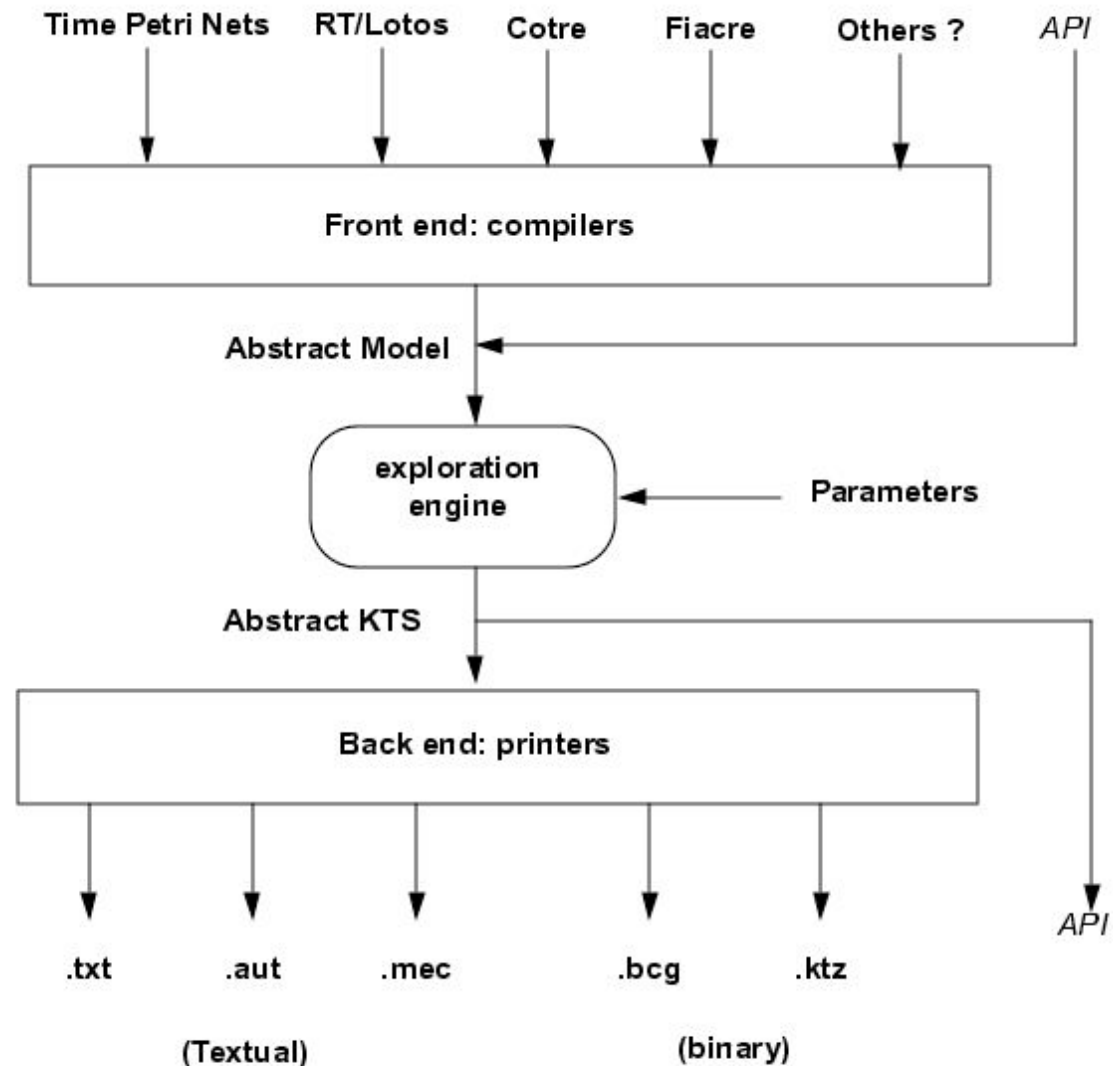 Time Petri Nets RT/Lotos Cotre Fiacre Others ? API
Front end: compilers
Abstract Model
exploration
engine
Parameters
Abstract KTS
Back end: printers
API
.txt .aut .mec .bcg .ktz
(Textual) (binary)